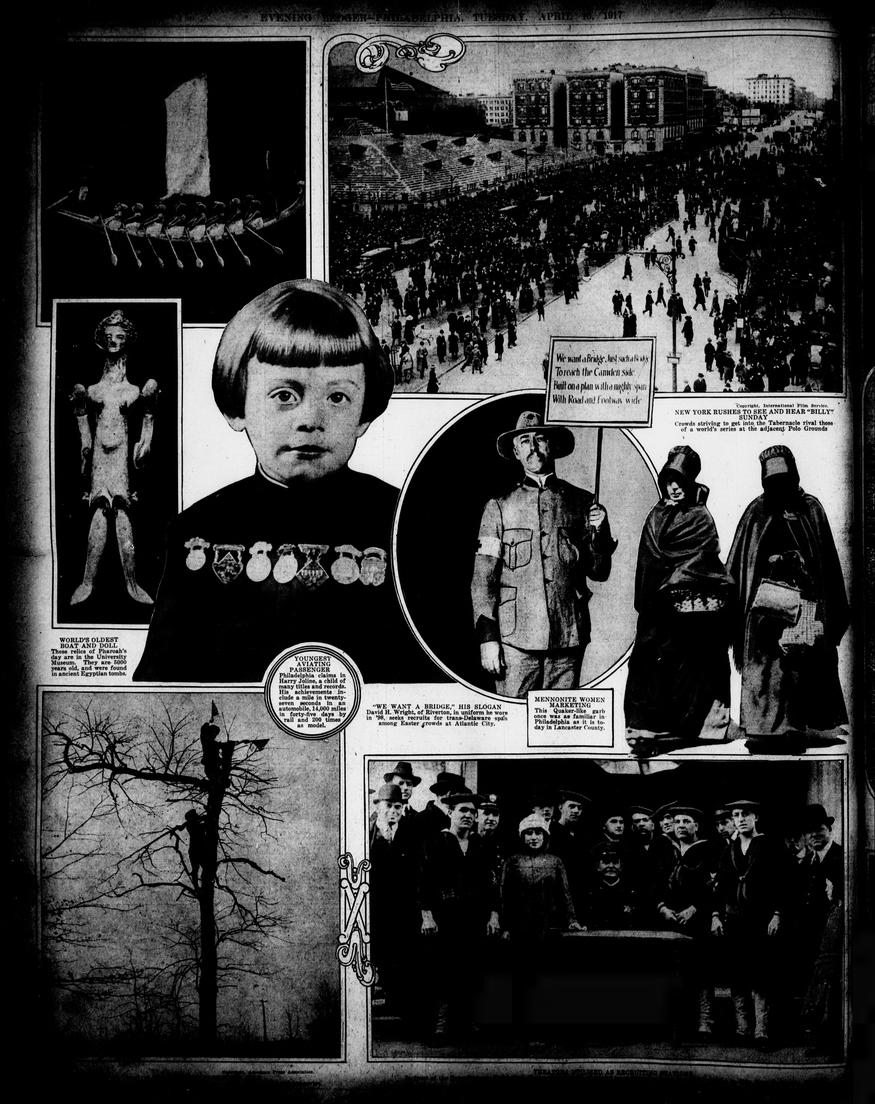 EVENING LEDGER—PHILADELPHIA, TUESDAY, APRIL 1917
We want a Bridge, Just such a Bridge
To reach the Camden side
Built on a plan with a mighty span
With Road and Footway wide
Copyright, International Film Service.
NEW YORK RUSHES TO SEE AND HEAR "BILLY"
SUNDAY
Crowds striving to get into the Tabernacle rival those
of a world's series at the adjacent Polo Grounds
WORLD'S OLDEST
BOAT AND DOLL
These relics of Pharoah's
day are in the University
Museum. They are 5000
years old, and were found
in ancient Egyptian tombs.
YOUNGEST
AVIATING
PASSENGER
Philadelphia claims in
Harry Joline, a child of
many titles and records.
His achievements in-
clude a mile in twenty-
seven seconds in an
automobile, 14,000 miles
in forty-five days by
rail and 200 times
as model.
"WE WANT A BRIDGE," HIS SLOGAN
David H. Wright, of Riverton, in uniform he wore
in '98, seeks recruits for trans-Delaware span
among Easter crowds at Atlantic City.
MENNONITE WOMEN
MARKETING
This Quaker-like garb
once was as familiar in
Philadelphia as it is to-
day in Lancaster County.
THEATRES UTILIZED AS RECRUITING